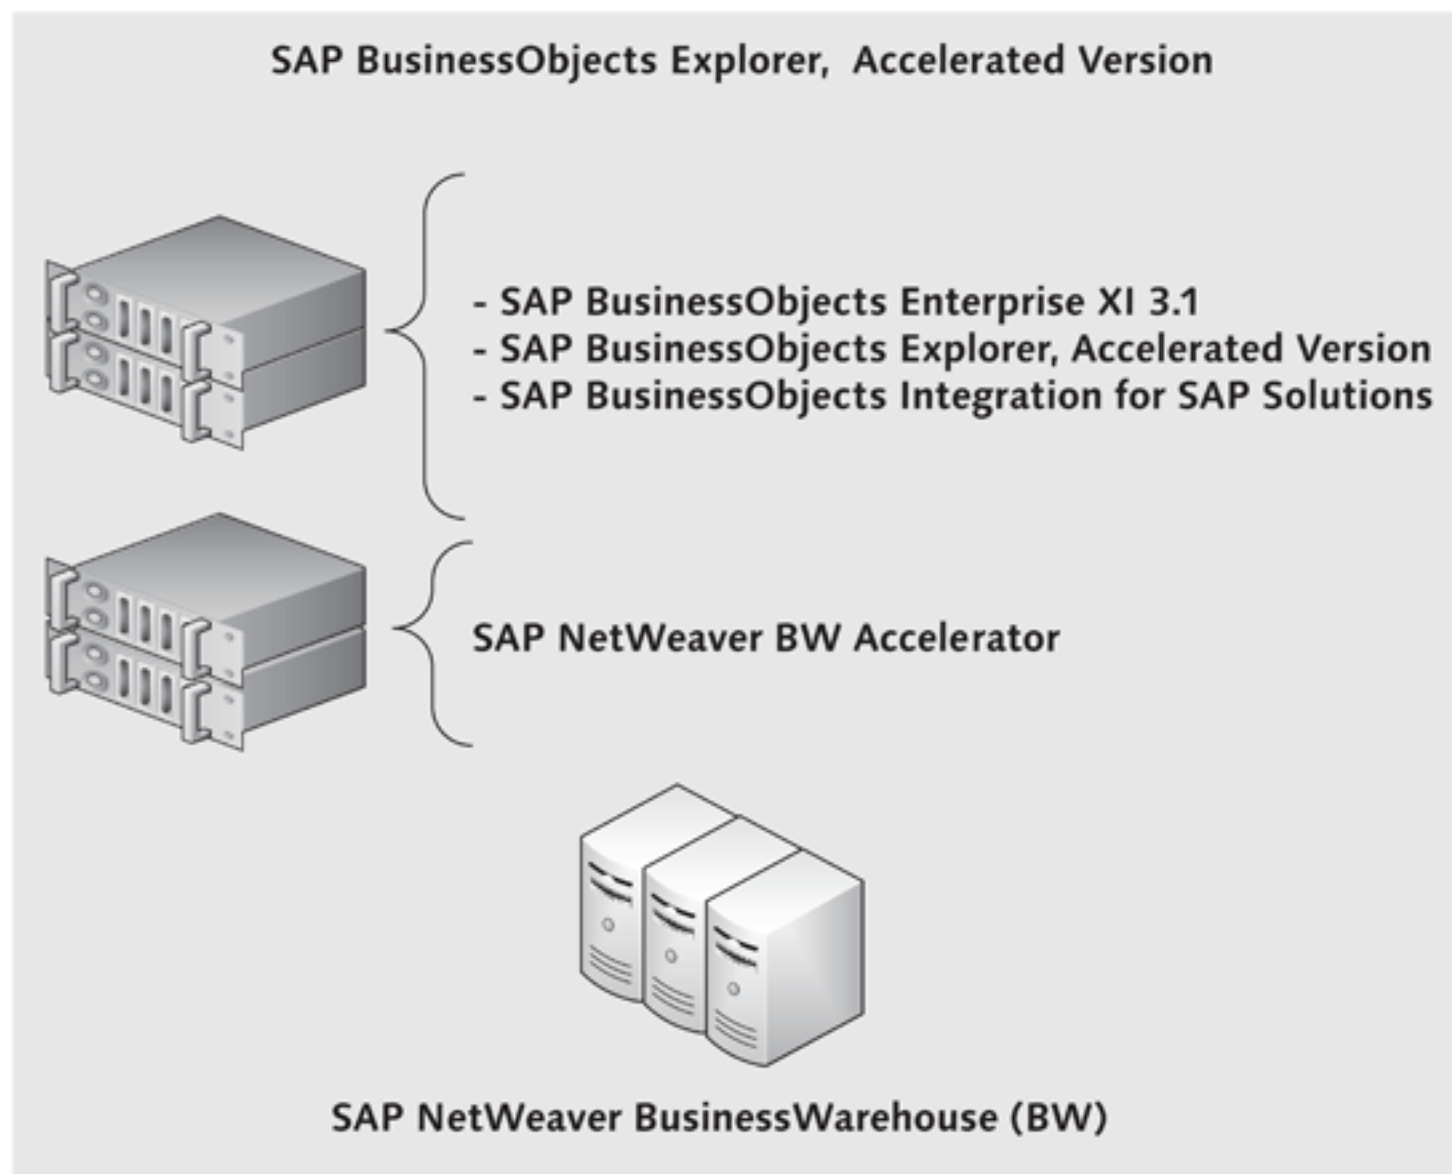 SAP BusinessObjects Explorer, Accelerated Version
- SAP BusinessObjects Enterprise XI 3.1
- SAP BusinessObjects Explorer, Accelerated Version
- SAP BusinessObjects Integration for SAP Solutions
SAP NetWeaver BW Accelerator
SAP NetWeaver BusinessWarehouse (BW)